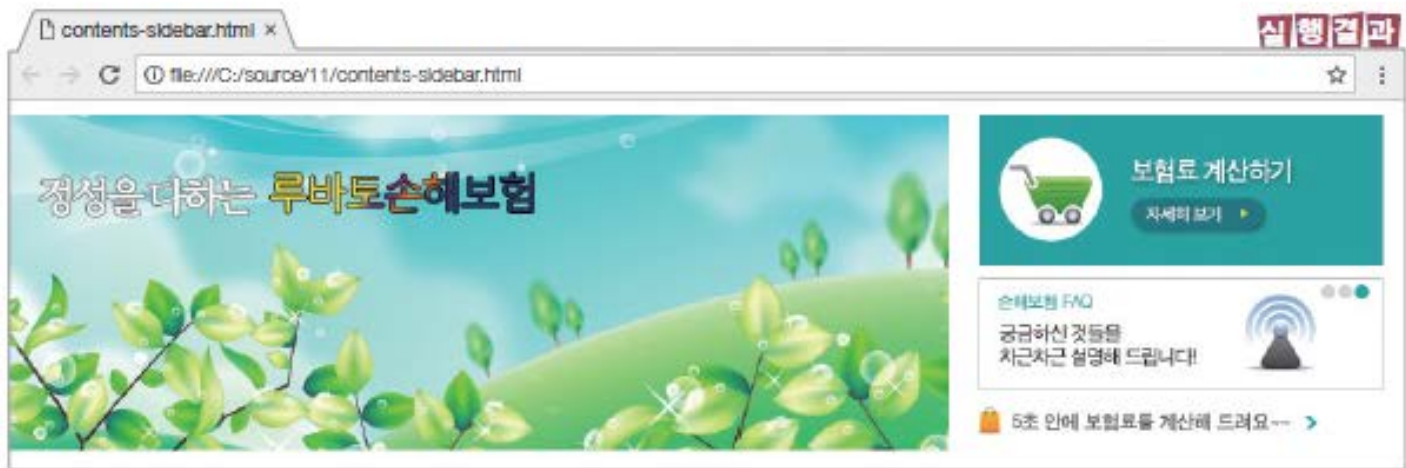 contents-sidebar.html ×
실행결과
file:///C:/source/11/contents-sidebar.html
정성을 다하는 루바토손해보험
보험료 계산하기
자세히 보기
손해보험 FAQ
궁금하신 것들을
차근차근 설명해 드립니다!
5초 안에 보험료를 계산해 드려요~~ >